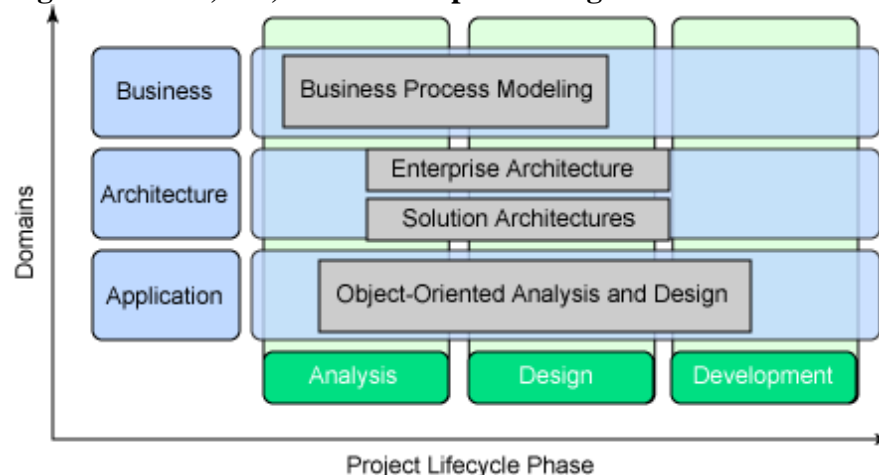 Business
Business Process Modeling
Architecture
Enterprise Architecture
Solution Architectures
Application
Object-Oriented Analysis and Design
Analysis
Design
Development
Domains
Project Lifecycle Phase